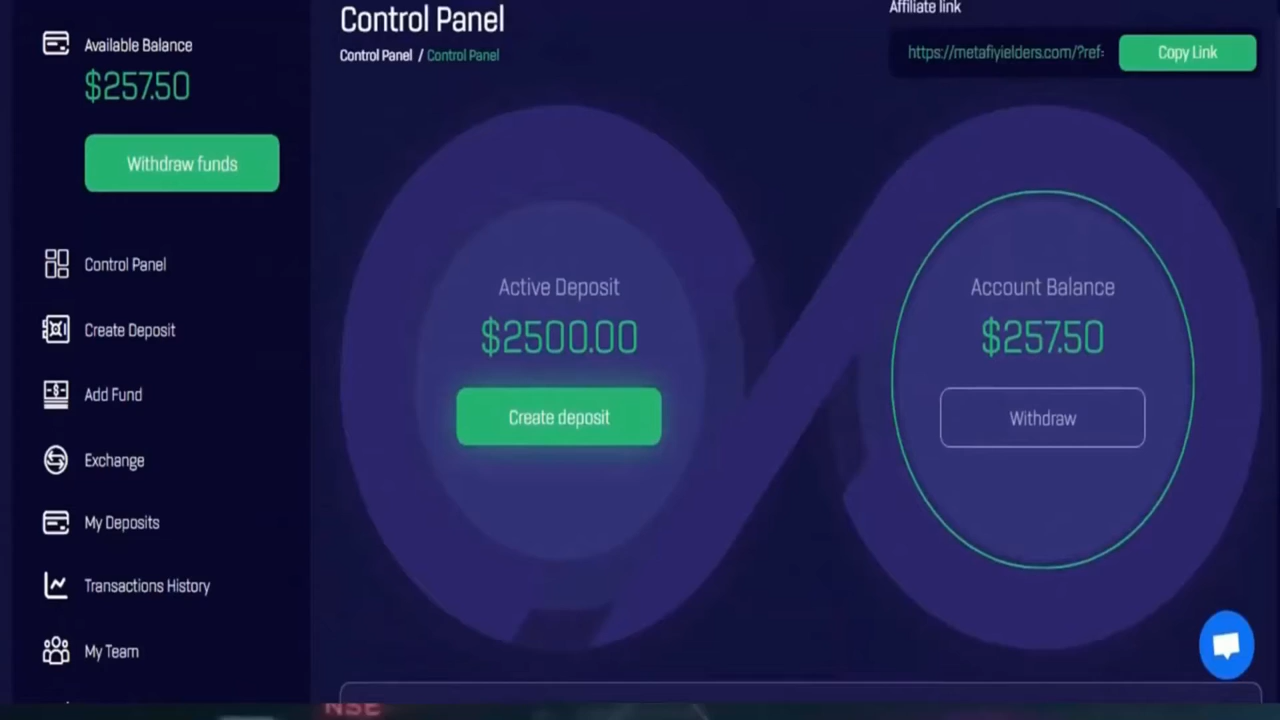 Control Panel
Affiliate link
Available Balance
Control Panel / Control Panel
https://metafiyielders.com/?ref:
Copy Link
$257.50
Withdraw funds
Control Panel
Active Deposit
Account Balance
Create Deposit
$2500.00
$257.50
Add Fund
Create deposit
Withdraw
Exchange
My Deposits
Transactions History
My Team
NSE